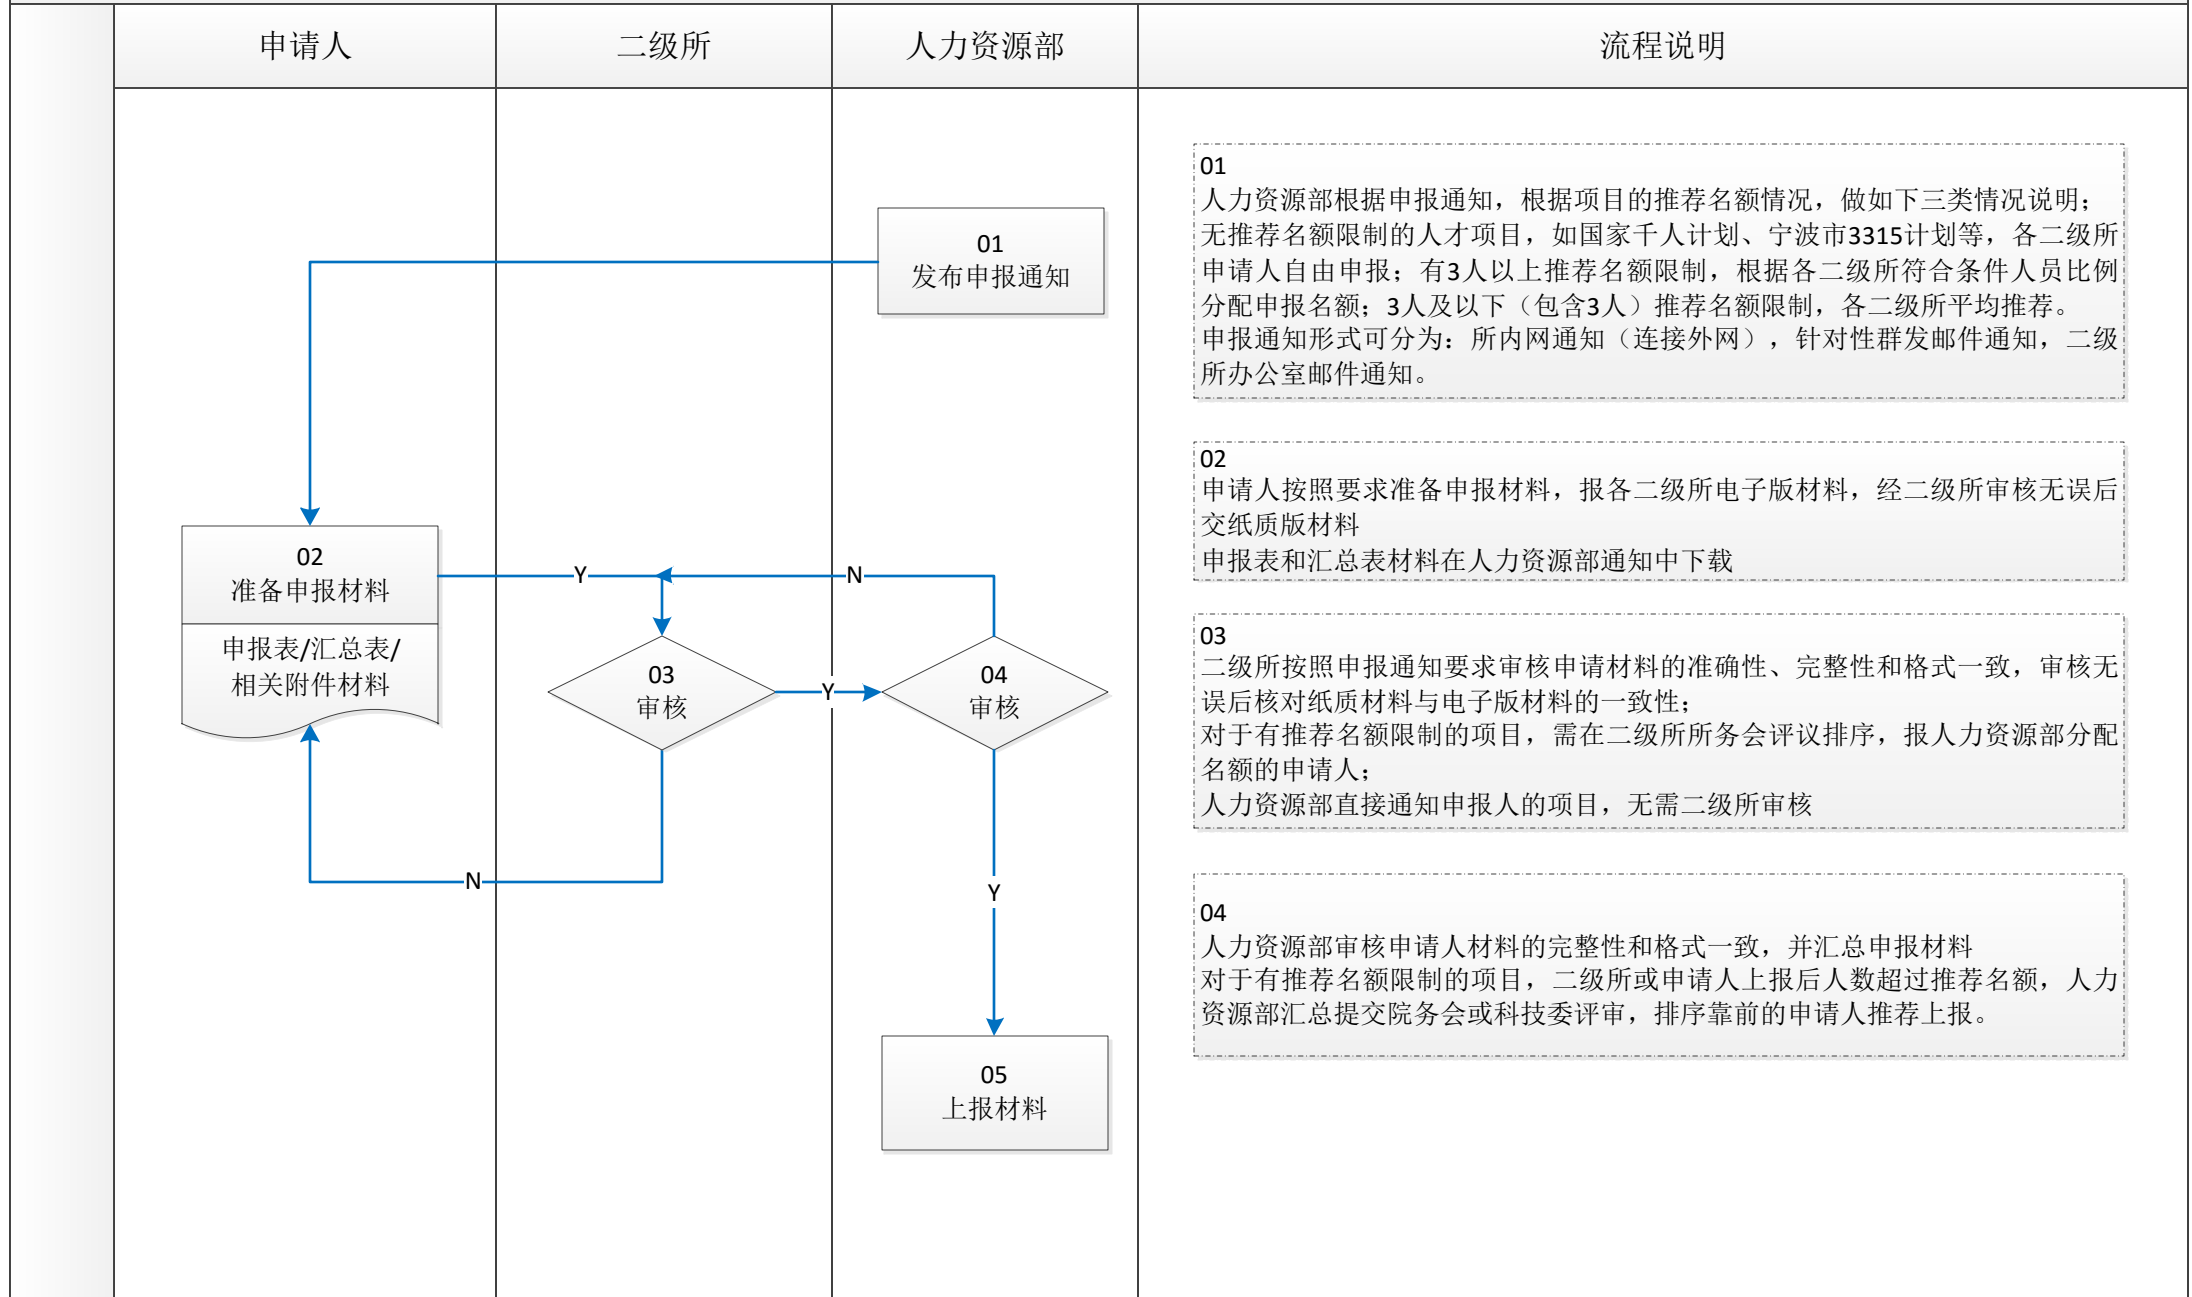 申请人
二级所
人力资源部
流程说明
01
发布申报通知
02
准备申报材料
申报表/汇总表/
相关附件材料
Y
N
03
审核
Y
04
审核
N
Y
05
上报材料
01
人力资源部根据申报通知，根据项目的推荐名额情况，做如下三类情况说明；
无推荐名额限制的人才项目，如国家千人计划、宁波市3315计划等，各二级所
申请人自由申报；有3人以上推荐名额限制，根据各二级所符合条件人员比例
分配申报名额；3人及以下（包含3人）推荐名额限制，各二级所平均推荐。
申报通知形式可分为：所内网通知（连接外网），针对性群发邮件通知，二级
所办公室邮件通知。
02
申请人按照要求准备申报材料，报各二级所电子版材料，经二级所审核无误后
交纸质版材料
申报表和汇总表材料在人力资源部通知中下载
03
二级所按照申报通知要求审核申请材料的准确性、完整性和格式一致，审核无
误后核对纸质材料与电子版材料的一致性；
对于有推荐名额限制的项目，需在二级所所务会评议排序，报人力资源部分配
名额的申请人；
人力资源部直接通知申报人的项目，无需二级所审核
04
人力资源部审核申请人材料的完整性和格式一致，并汇总申报材料
对于有推荐名额限制的项目，二级所或申请人上报后人数超过推荐名额，人力
资源部汇总提交院务会或科技委评审，排序靠前的申请人推荐上报。